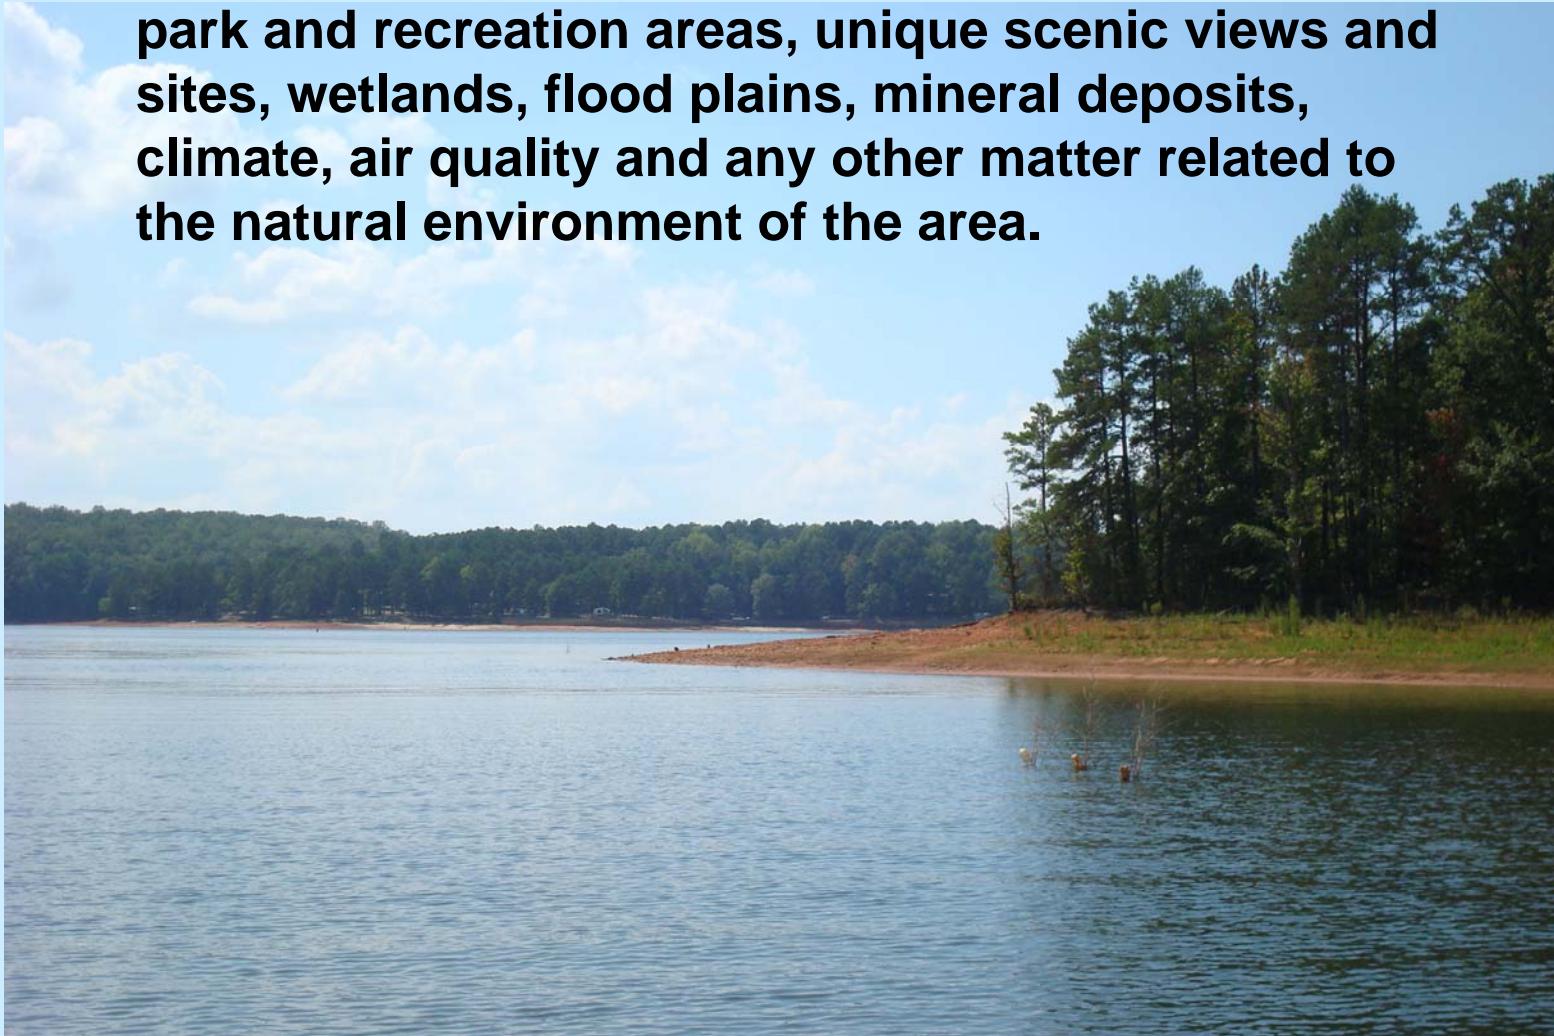 park and recreation areas, unique scenic views and
sites, wetlands, flood plains, mineral deposits,
climate, air quality and any other matter related to
the natural environment of the area.